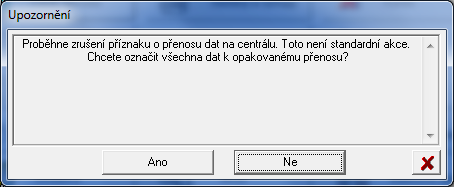 Upozornění
Proběhne zrušení příznaku o přenosu dat na centrálu. Toto není standardní akce.
Chcete označit všechna dat k opakovanému přenosu?
Ano
Ne